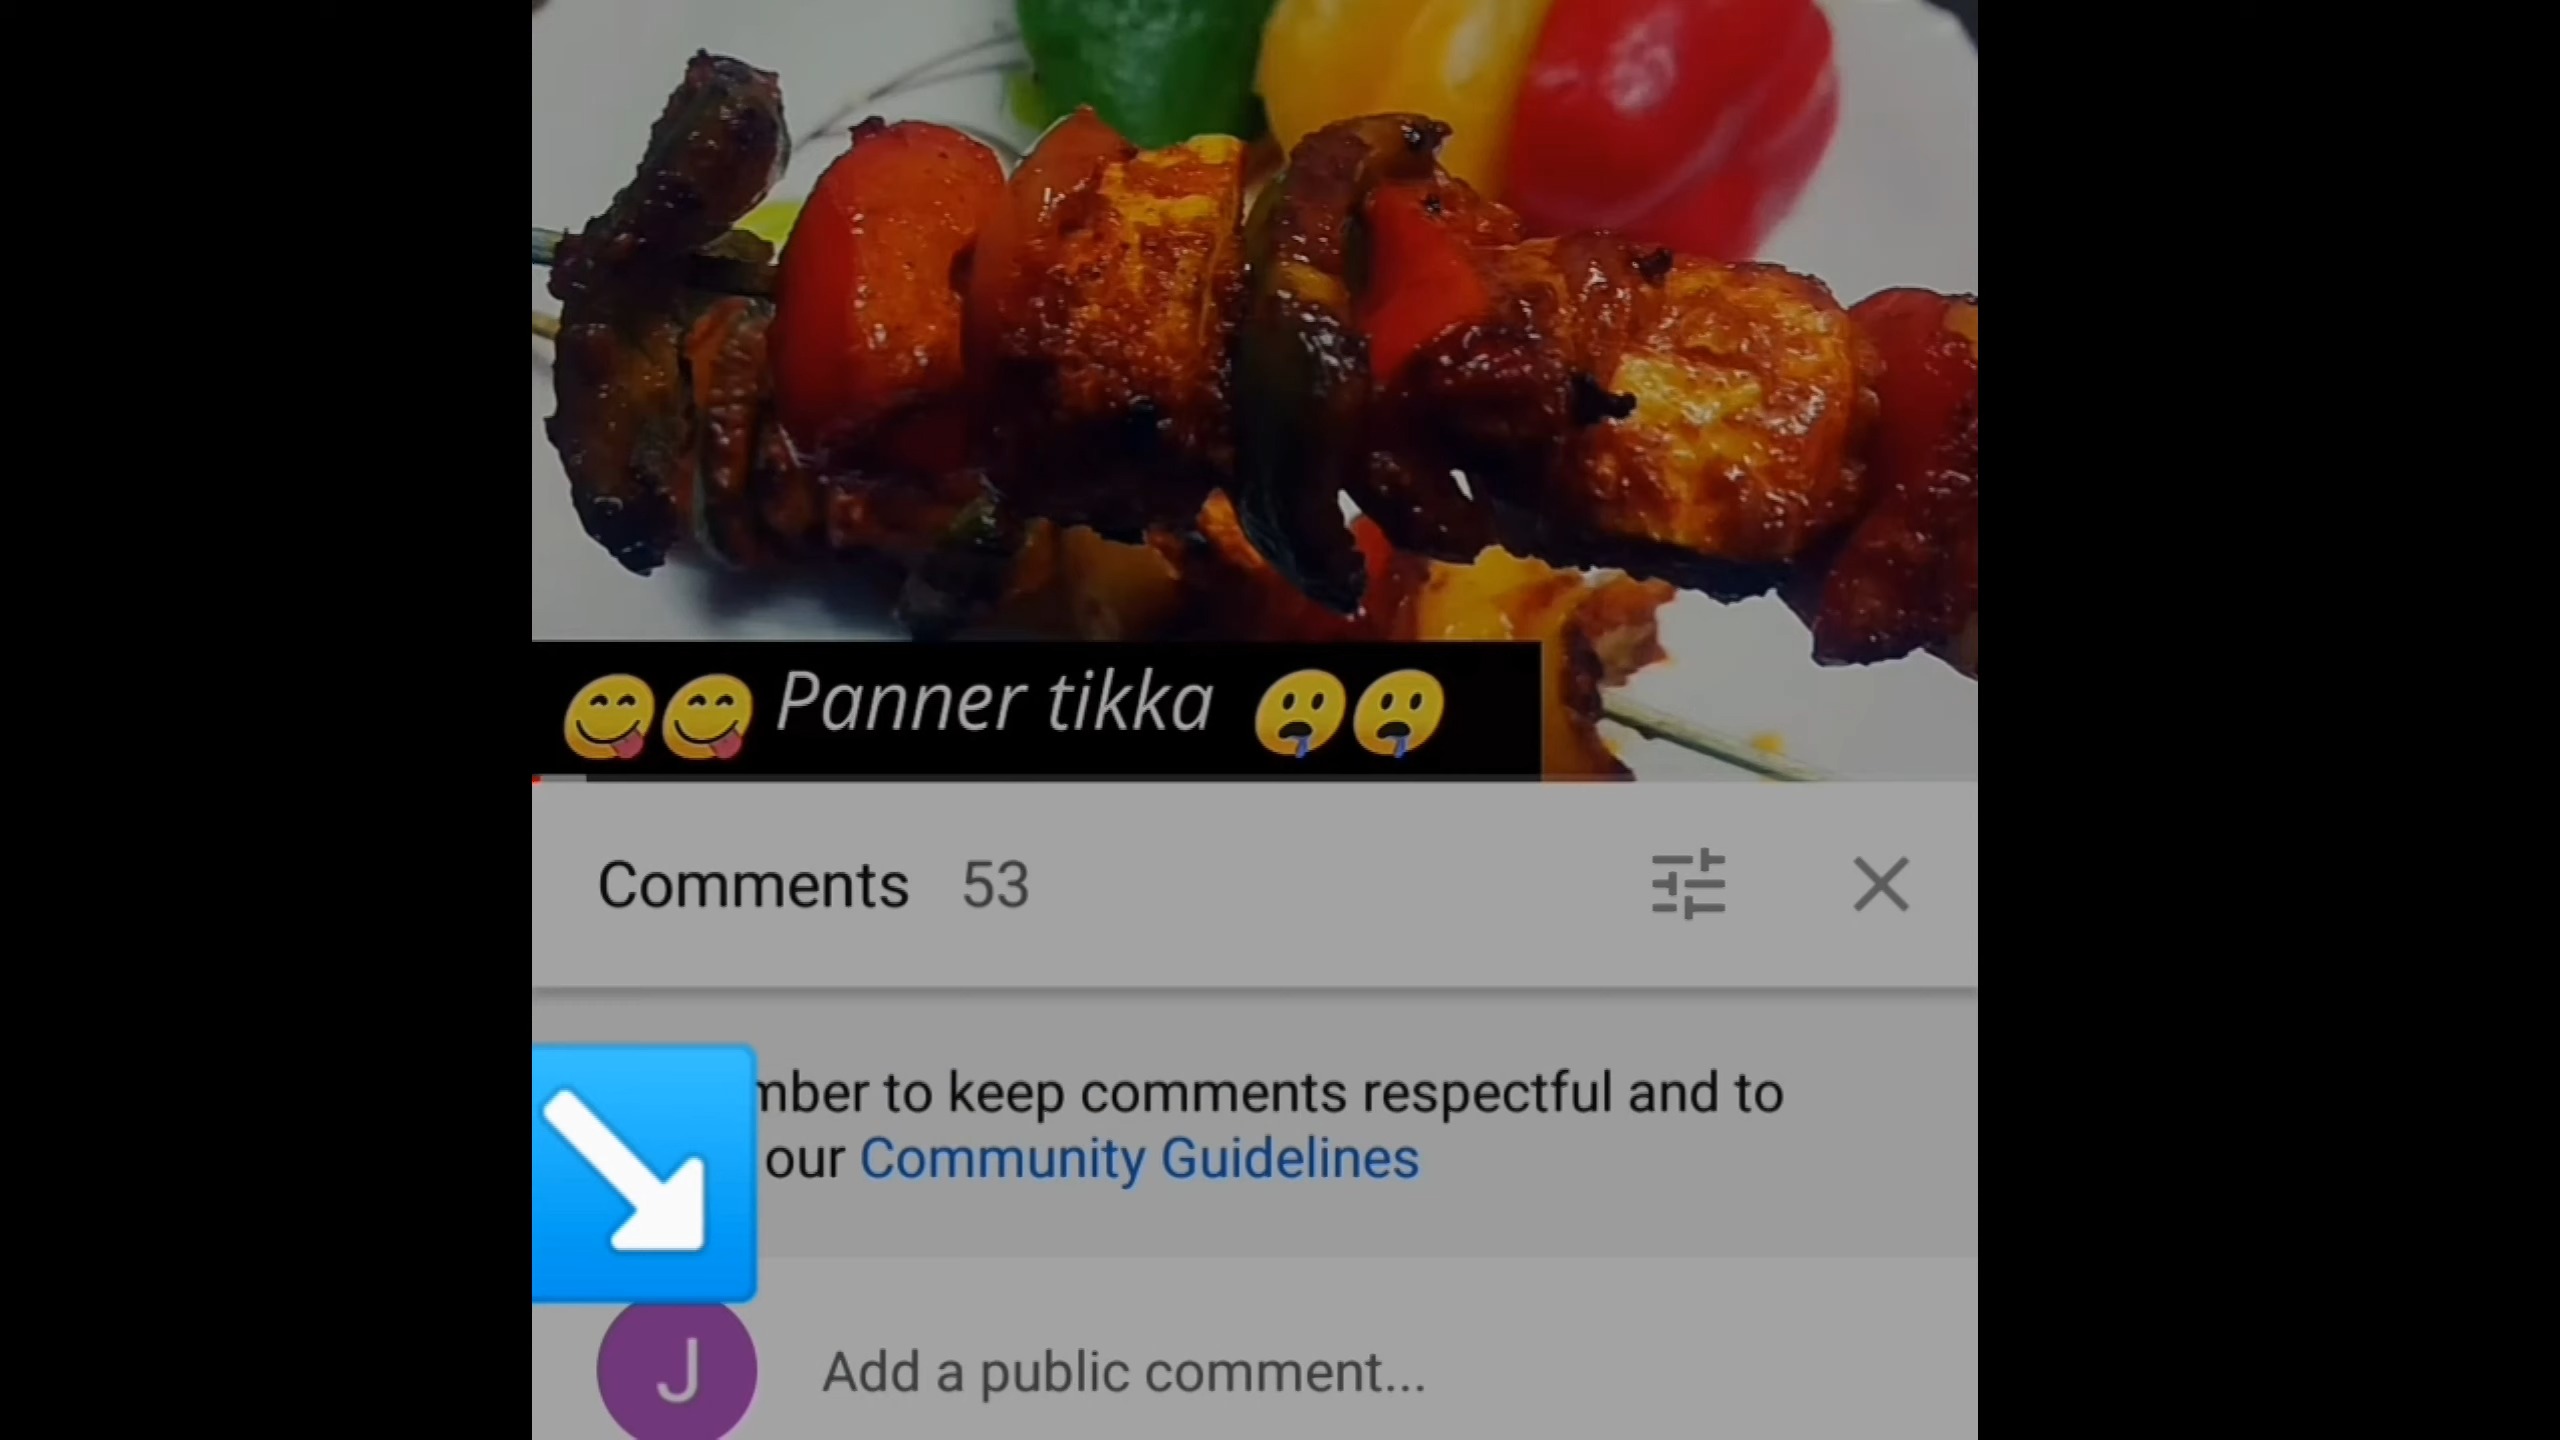 😋😋 Panner tikka 🤤🤤
Comments 53
mber to keep comments respectful and to
our Community Guidelines
J
Add a public comment...